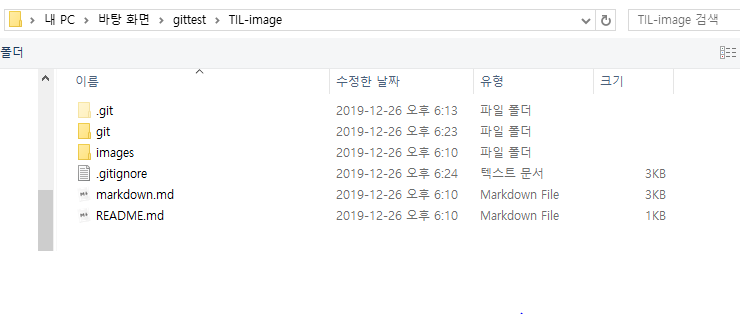 내 PC > 바탕 화면 > gittest > TIL-image TIL-image 검색
폴더
이름 수정한 날짜 유형 크기
.git 2019-12-26 오후 6:13 파일 폴더
git 2019-12-26 오후 6:23 파일 폴더
images 2019-12-26 오후 6:10 파일 폴더
.gitignore 2019-12-26 오후 6:24 텍스트 문서 3KB
markdown.md 2019-12-26 오후 6:10 Markdown File 3KB
README.md 2019-12-26 오후 6:10 Markdown File 1KB